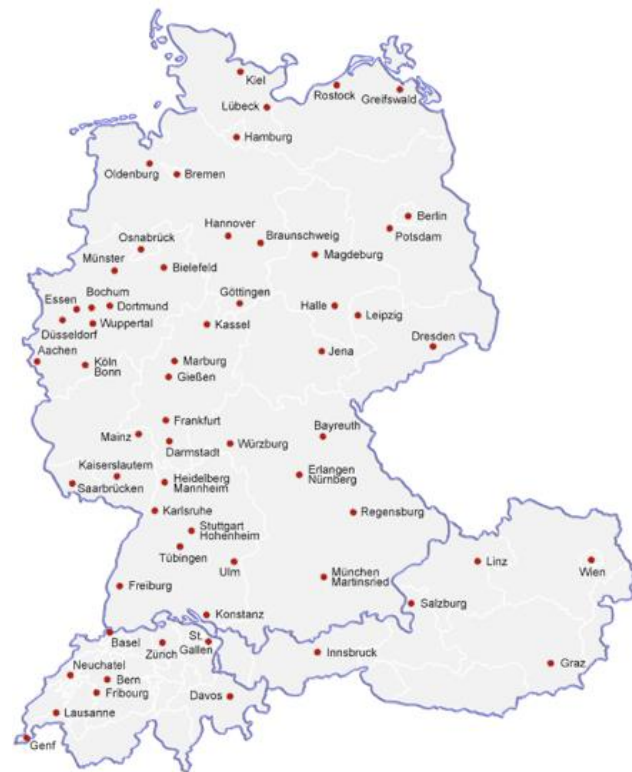 Kiel
Rostock
Greifswald
Lübeck
Hamburg
Oldenburg
Bremen
Berlin
Potsdam
Hannover
Braunschweig
Osnabrück
Magdeburg
Münster
Bielefeld
Göttingen
Essen
Bochum
Dortmund
Halle
Leipzig
Wuppertal
Kassel
Düsseldorf
Dresden
Aachen
Köln
Bonn
Marburg
Jena
Gießen
Frankfurt
Mainz
Bayreuth
Darmstadt
Würzburg
Kaiserslautern
Erlangen
Nürnberg
Saarbrücken
Heidelberg
Mannheim
Karlsruhe
Regensburg
Stuttgart
Hohenheim
Tübingen
Ulm
Linz
Wien
München
Martinsried
Freiburg
Salzburg
Konstanz
Basel
Zürich
St.
Gallen
Innsbruck
Graz
Neuchatel
Bern
Fribourg
Davos
Lausanne
Genf